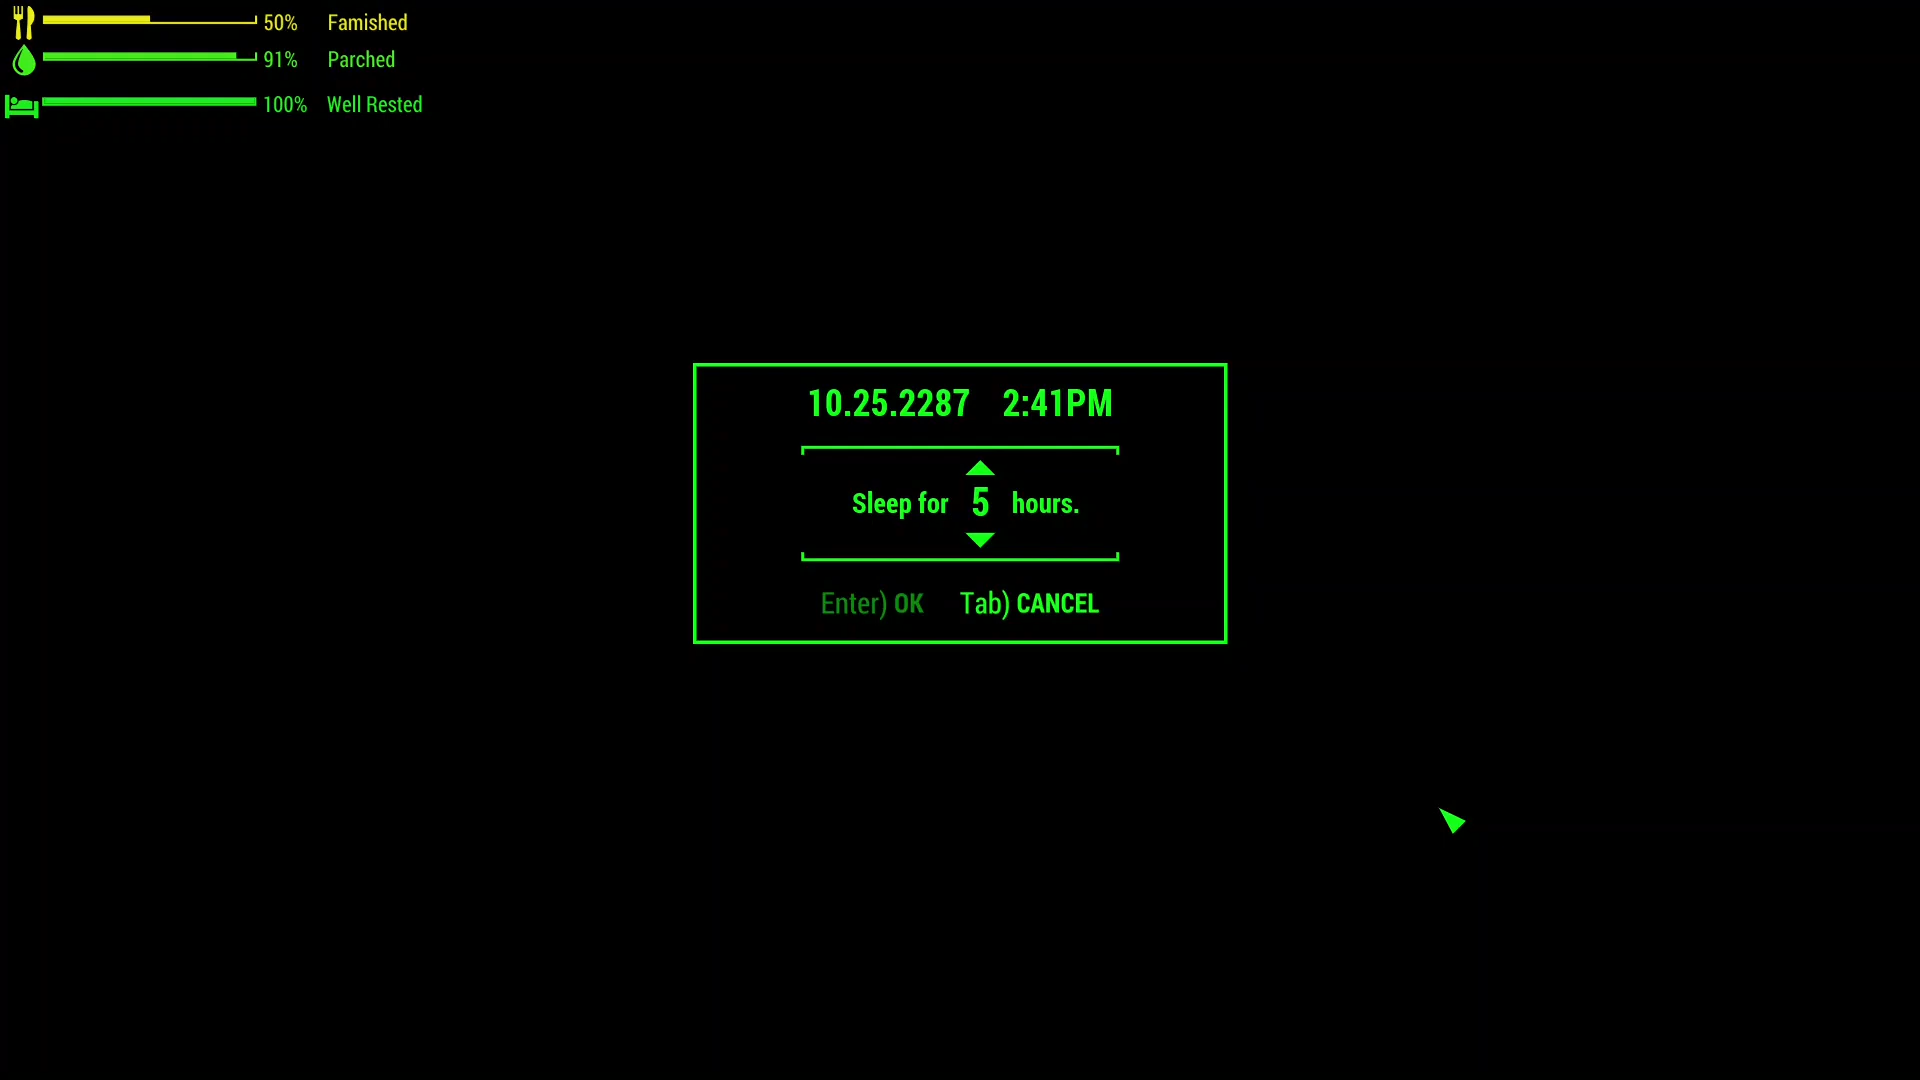 50% Famished
91% Parched
100% Well Rested
10.25.2287 2:41PM
Sleep for 5 hours.
Enter) OK Tab) CANCEL